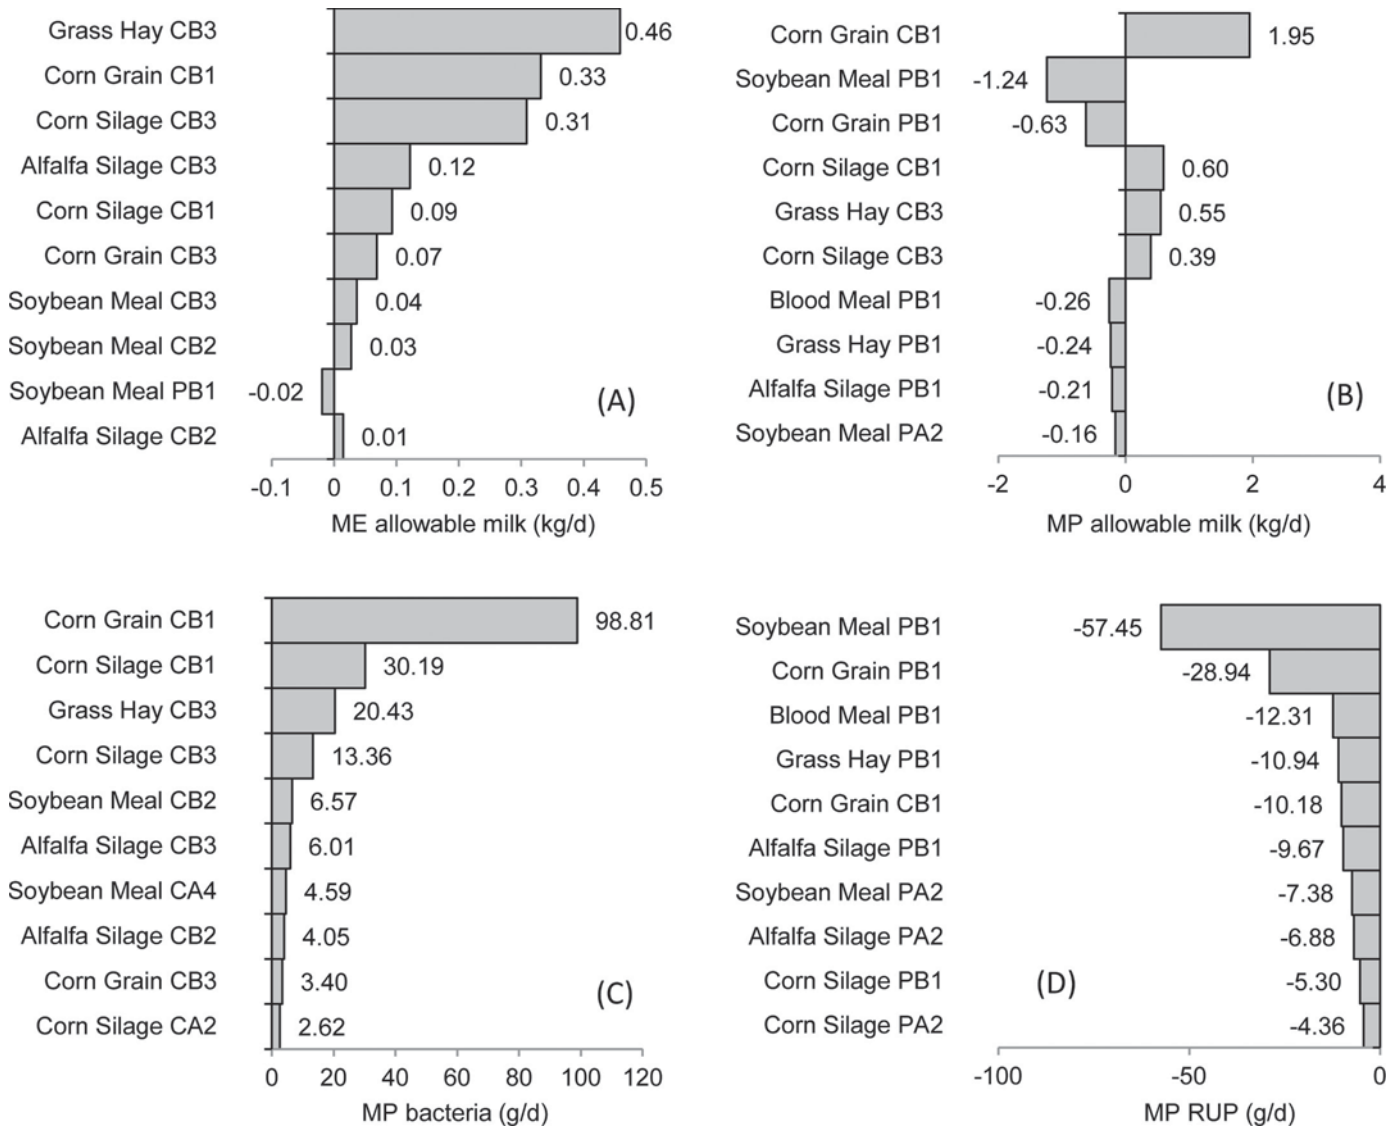 Grass Hay CB3 0.46
Corn Grain CB1 0.33
Corn Silage CB3 0.31
Alfalfa Silage CB3 0.12
Corn Silage CB1 0.09
Corn Grain CB3 0.07
Soybean Meal CB3 0.04
Soybean Meal CB2 0.03
Soybean Meal PB1 -0.02
(A)
Alfalfa Silage CB2 0.01
-0.1 0 0.1 0.2 0.3 0.4 0.5
ME allowable milk (kg/d)
Corn Grain CB1 1.95
Soybean Meal PB1 -1.24
Corn Grain PB1 -0.63
Corn Silage CB1 0.60
Grass Hay CB3 0.55
Corn Silage CB3 0.39
Blood Meal PB1 -0.26
Grass Hay PB1 -0.24
Alfalfa Silage PB1 -0.21
(B)
Soybean Meal PA2 -0.16
-2 0 2 4
MP allowable milk (kg/d)
Corn Grain CB1 98.81
Corn Silage CB1 30.19
Grass Hay CB3 20.43
Corn Silage CB3 13.36
Soybean Meal CB2 6.57
Alfalfa Silage CB3 6.01
Soybean Meal CA4 4.59
Alfalfa Silage CB2 4.05
Corn Grain CB3 3.40
(C)
Corn Silage CA2 2.62
0 20 40 60 80 100 120
MP bacteria (g/d)
Soybean Meal PB1 -57.45
Corn Grain PB1 -28.94
Blood Meal PB1 -12.31
Grass Hay PB1 -10.94
Corn Grain CB1 -10.18
Alfalfa Silage PB1 -9.67
Soybean Meal PA2 -7.38
Alfalfa Silage PA2 -6.88
Corn Silage PB1 -5.30
(D)
Corn Silage PA2 -4.36
-100 -50 0
MP RUP (g/d)